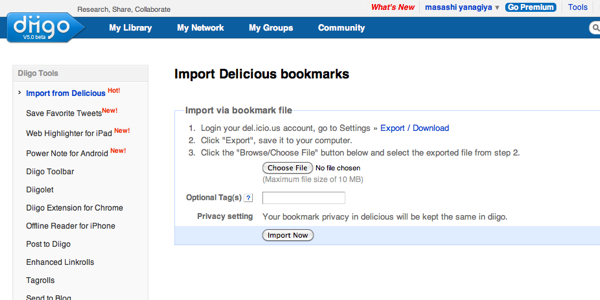 Research, Share, Collaborate
What's New
masashi yanagiya ▼
Go Premium
Tools
diigo
V5.0 beta
My Library
My Network
My Groups
Community
Diigo Tools
› Import from Delicious Hot!
Save Favorite Tweets New!
Web Highlighter for iPad New!
Power Note for Android New!
Diigo Toolbar
Diigolet
Diigo Extension for Chrome
Offline Reader for iPhone
Post to Diigo
Enhanced Linkrolls
Tagrolls
Send to Blog
Import Delicious bookmarks
Import via bookmark file
1. Login your del.icio.us account, go to Settings » Export / Download
2. Click "Export", save it to your computer.
3. Click the "Browse/Choose File" button below and select the exported file from step 2.
Choose File No file chosen
(Maximum file size of 10 MB)
Optional Tag(s) [?]
Privacy setting Your bookmark privacy in delicious will be kept the same in diigo.
Import Now